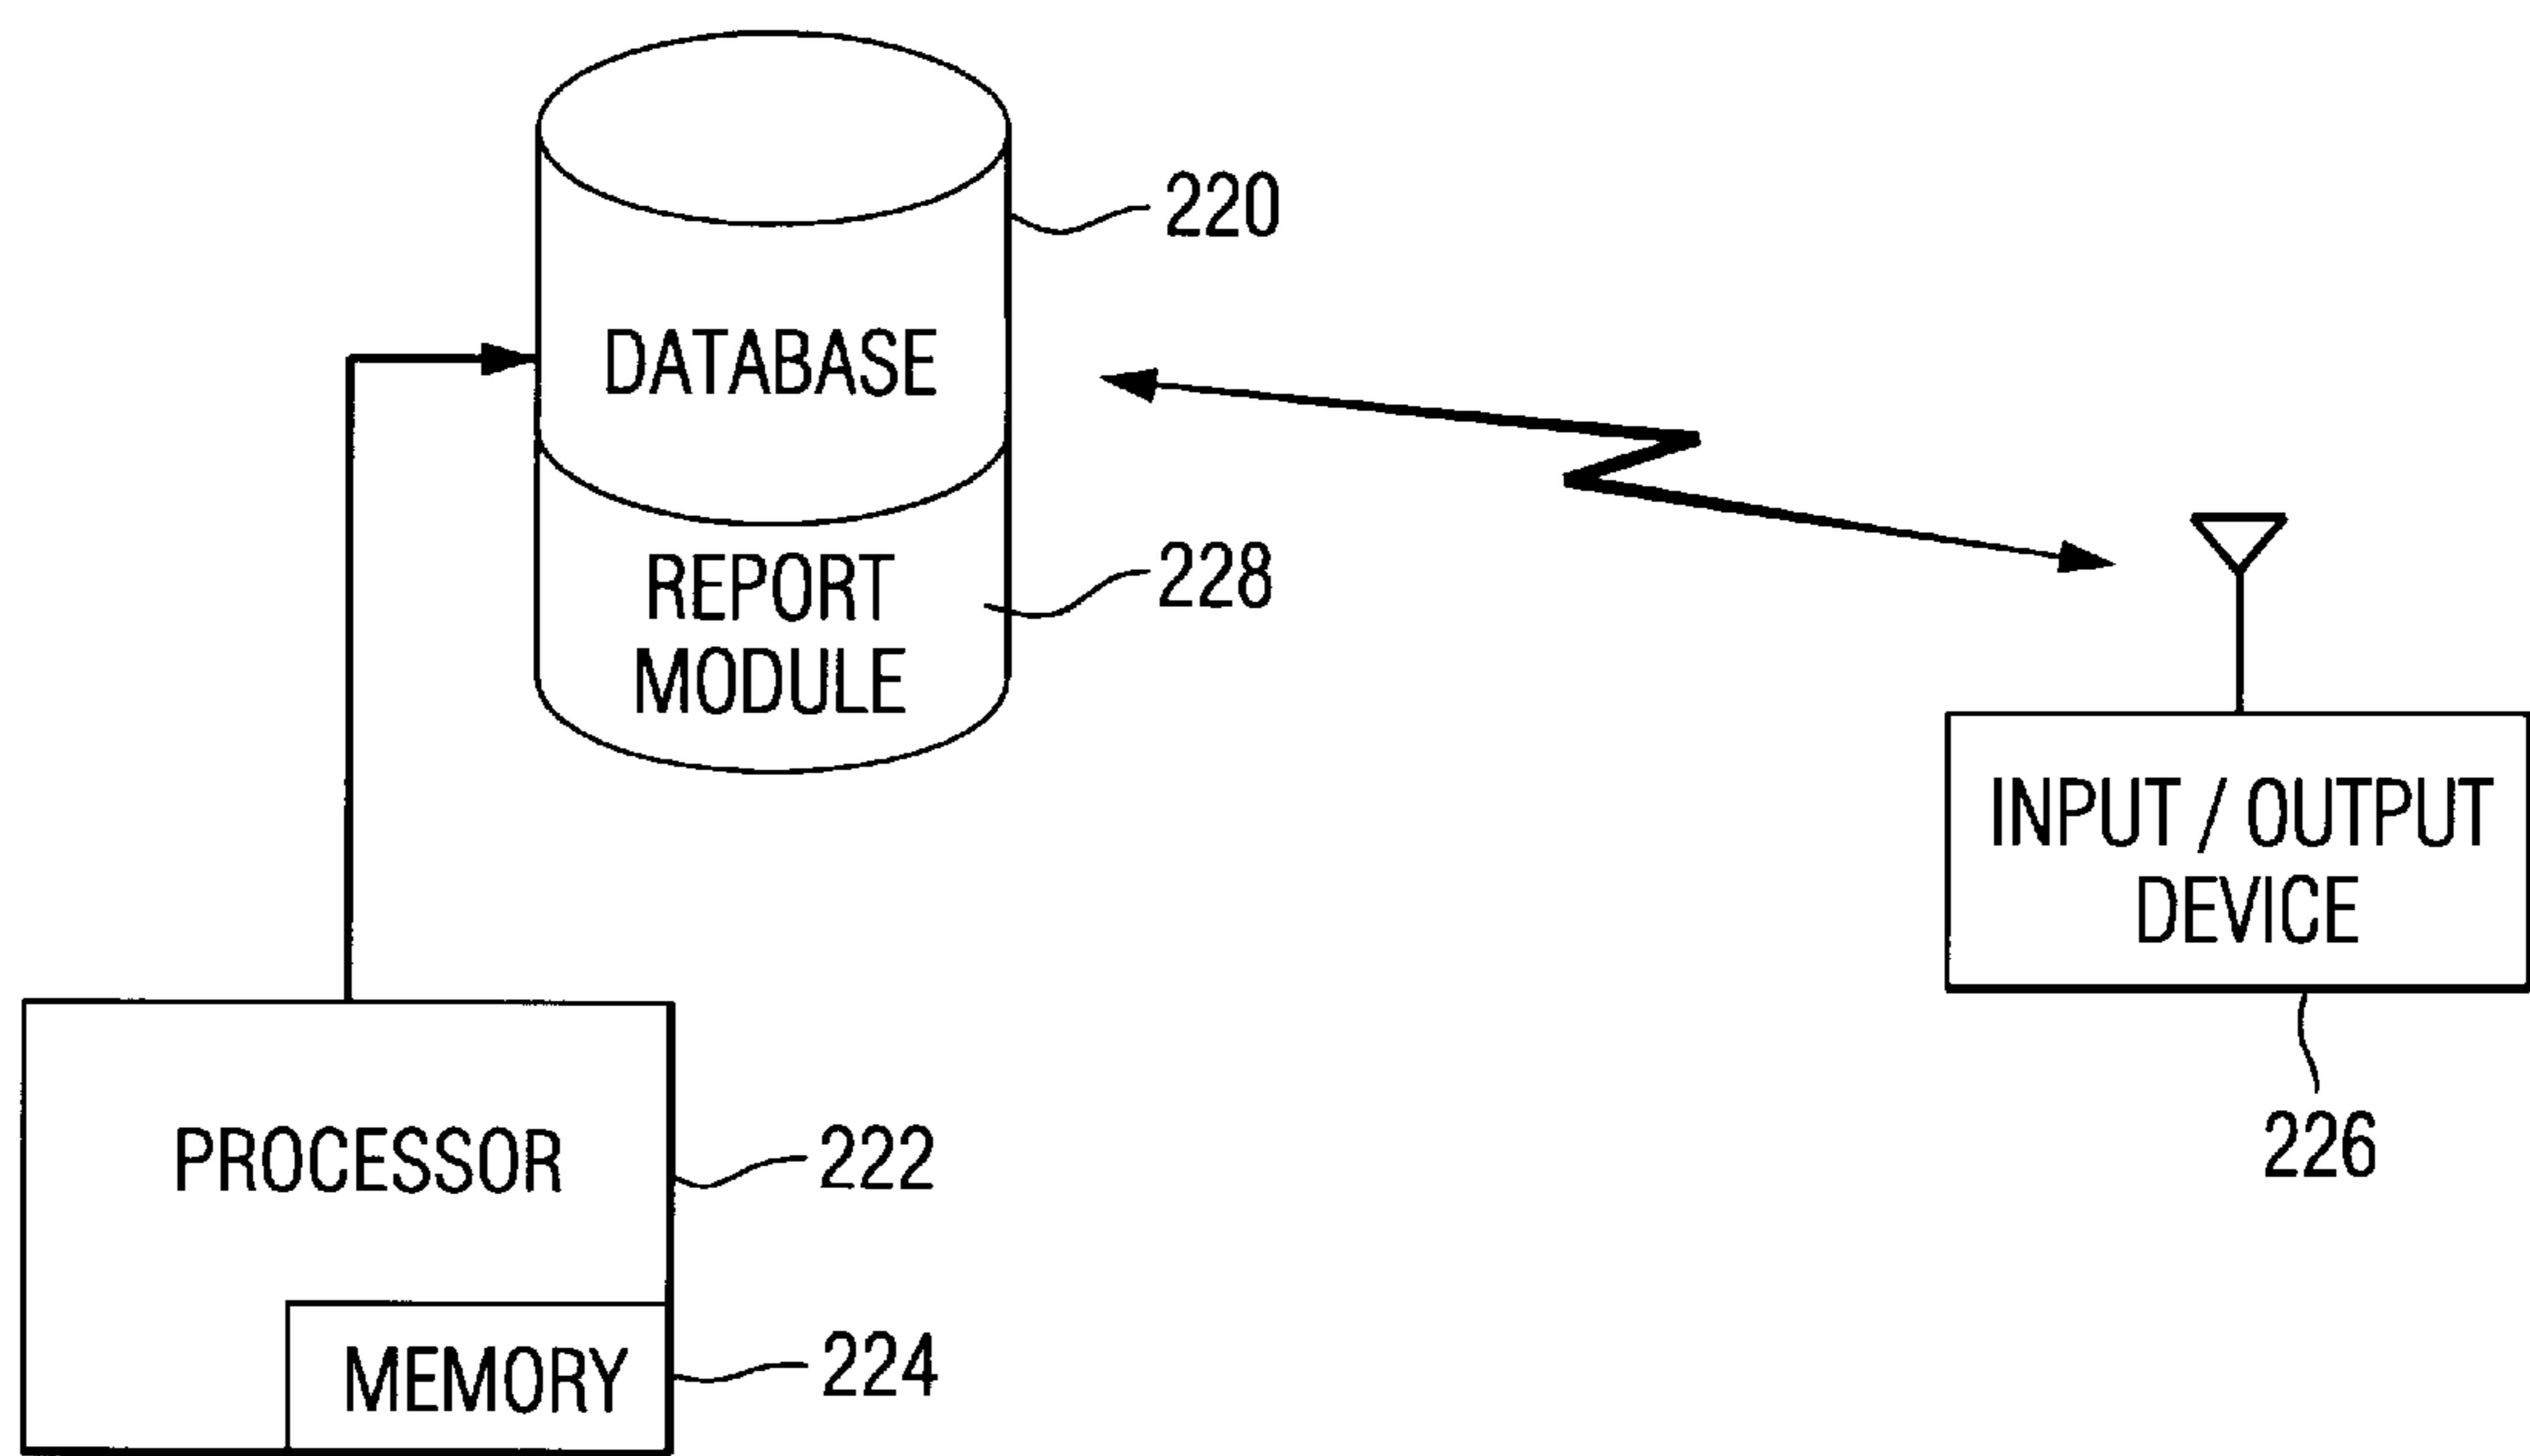 220
DATABASE
228
REPORT
MODULE
INPUT / OUTPUT
DEVICE
226
PROCESSOR
222
MEMORY
224